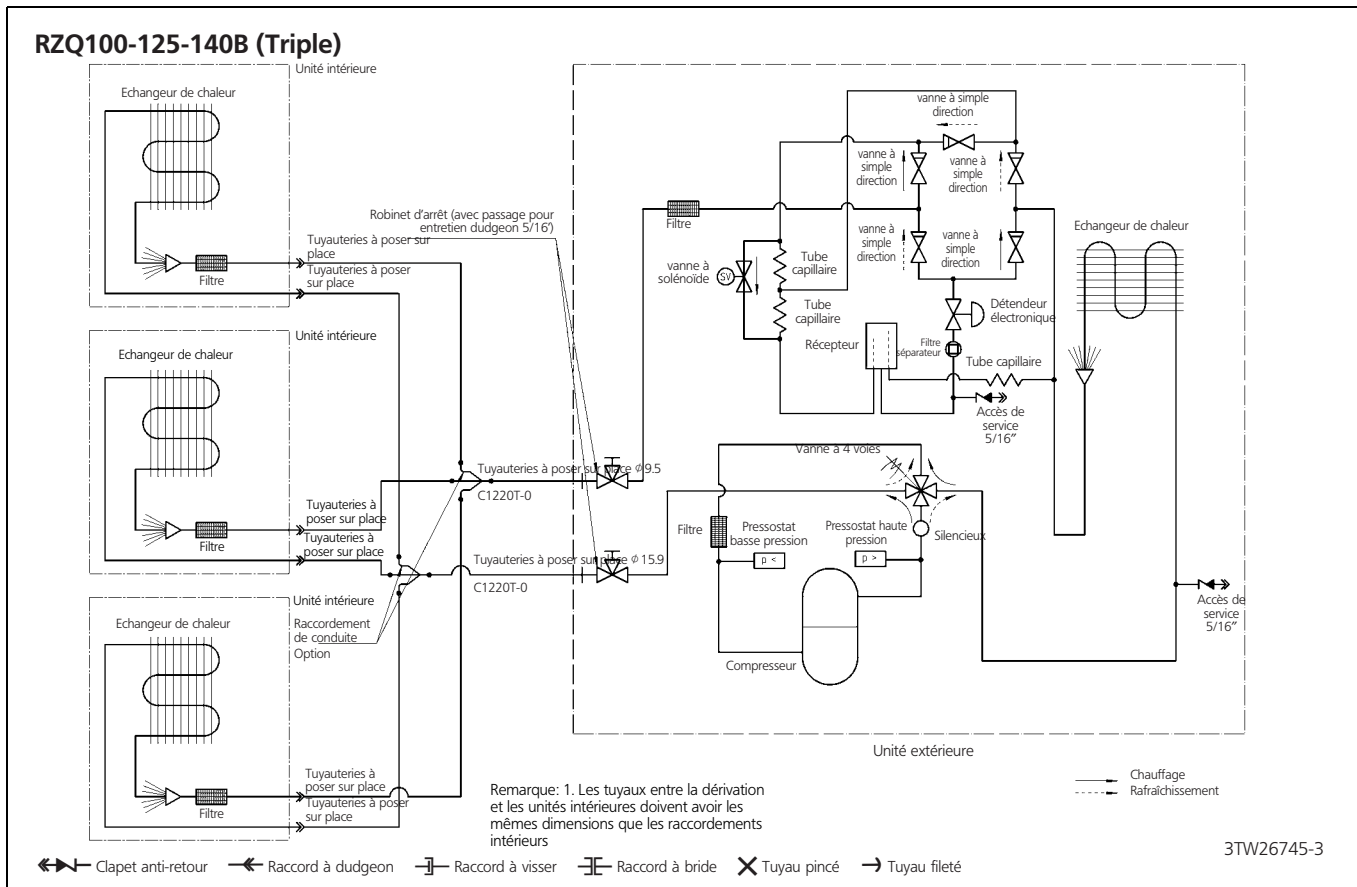 RZQ100-125-140B (Triple)
Unité intérieure
Echangeur de chaleur
Filtre
Tuyauteries à poser sur
place
Tuyauteries à poser
sur place
Unité intérieure
Echangeur de chaleur
Filtre
Tuyauteries à
poser sur place
Tuyauteries à
poser sur place
Unité intérieure
Echangeur de chaleur
Filtre
Tuyauteries à
poser sur place
Tuyauteries à poser
sur place
Raccordement
de conduite
Option
Robinet d'arrêt (avec passage pour
entretien dudgeon 5/16')
Tuyauteries à poser sur place ϕ 9.5
C1220T-0
Tuyauteries à poser sur place ϕ 15.9
C1220T-0
Filtre
vanne à simple
direction
vanne à
simple
direction
vanne à
simple
direction
vanne à
simple
direction
vanne à
simple
direction
vanne à
solénoïde
SV
Tube
capillaire
Tube
capillaire
Récepteur
Détendeur
électronique
Filtre
séparateur
Tube capillaire
Accès de
service
5/16″
Echangeur de chaleur
Vanne à 4 voies
Filtre
Pressostat
basse pression
p <
Pressostat haute
pression
p >
Silencieux
Compresseur
Accès de
service
5/16″
Unité extérieure
Chauffage
Rafraîchissement
Remarque: 1. Les tuyaux entre la dérivation
et les unités intérieures doivent avoir les
mêmes dimensions que les raccordements
intérieurs
3TW26745-3
Clapet anti-retour
Raccord à dudgeon
Raccord à visser
Raccord à bride
Tuyau pincé
Tuyau fileté